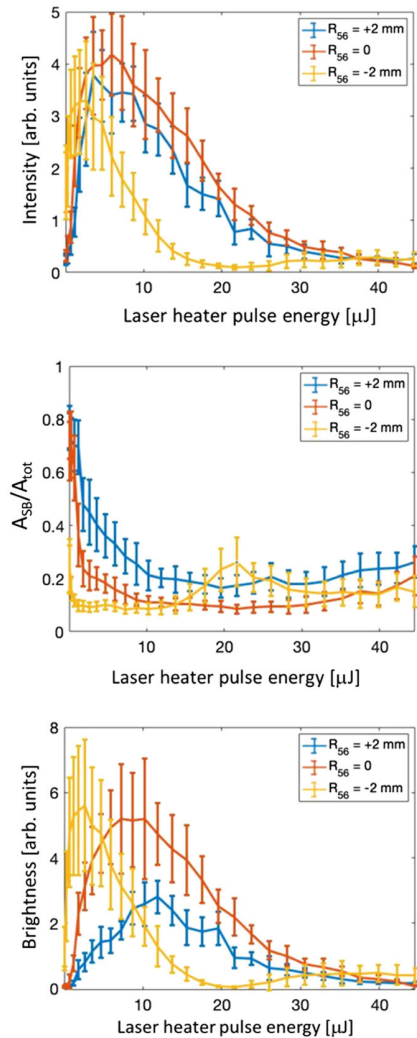 5
4
3
2
1
0
Intensity [arb. units]
R56 = +2 mm
R56 = 0
R56 = -2 mm
10 20 30 40
Laser heater pulse energy [μJ]
1
0.8
0.6
0.4
0.2
0
ASB/Atot
R56 = +2 mm
R56 = 0
R56 = -2 mm
0 10 20 30 40
Laser heater pulse energy [μJ]
8
6
4
2
0
Brightness [arb. units]
R56 = +2 mm
R56 = 0
R56 = -2 mm
0 10 20 30 40
Laser heater pulse energy [μJ]